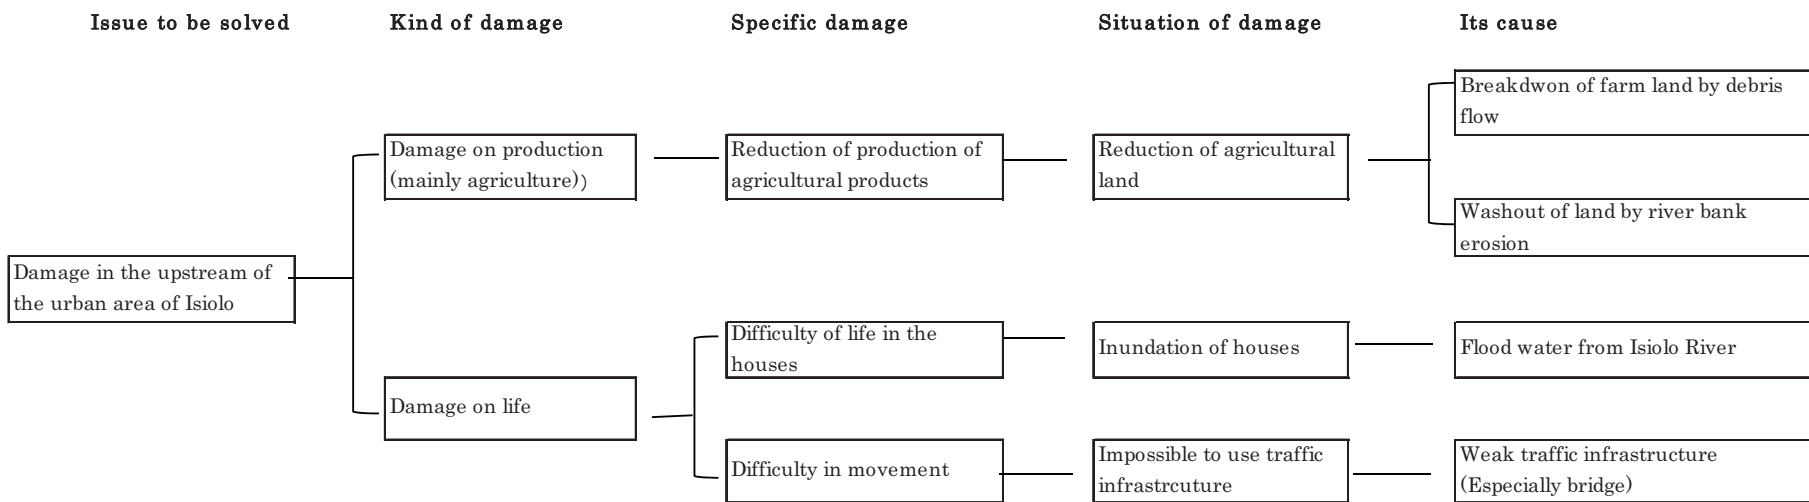 Issue to be solved
Kind of damage
Specific damage
Situation of damage
Its cause
Breakdwon of farm land by debris
flow
Damage on production
(mainly agriculture))
Reduction of production of
agricultural products
Reduction of agricultural
land
Washout of land by river bank
erosion
Damage in the upstream of
the urban area of Isiolo
Difficulty of life in the
houses
Inundation of houses
Flood water from Isiolo River
Damage on life
Difficulty in movement
Impossible to use traffic
infrastrcuture
Weak traffic infrastructure
(Especially bridge)